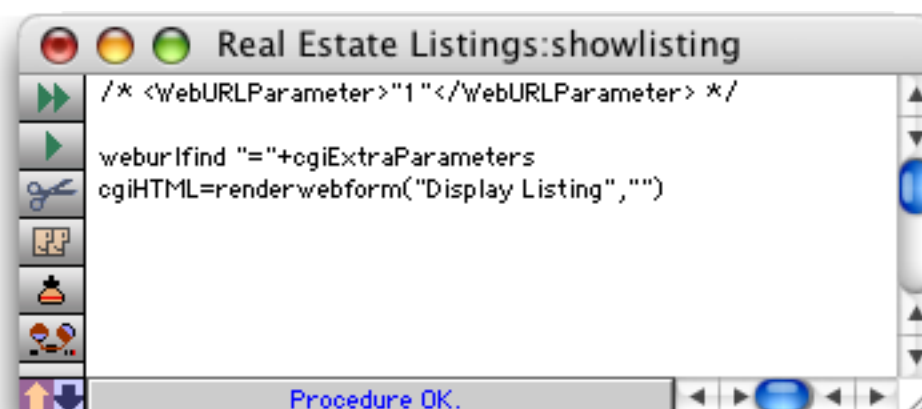 Real Estate Listings:showlisting
/* <WebURLParameter>"1"</WebURLParameter> */
weburlfind "="+cgiExtraParameters
cgiHTML=renderwebform("Display Listing","")
Procedure OK.